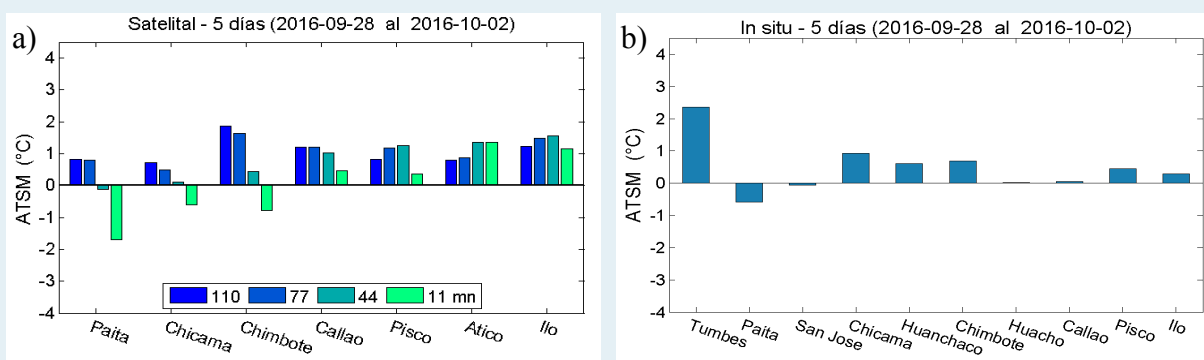 a)
Satelital - 5 días (2016-09-28 al 2016-10-02)
ATSM (°C)
4
3
2
1
0
-1
-2
-3
-4
110 77 44 11 mn
Paita Chicama Chimbote Callao Pisco Atico Ilo
b)
In situ - 5 días (2016-09-28 al 2016-10-02)
ATSM (°C)
4
3
2
1
0
-1
-2
-3
-4
Tumbes Paita San Jose Chicama Huanchaco Chimbote Huacho Callao Pisco Ilo